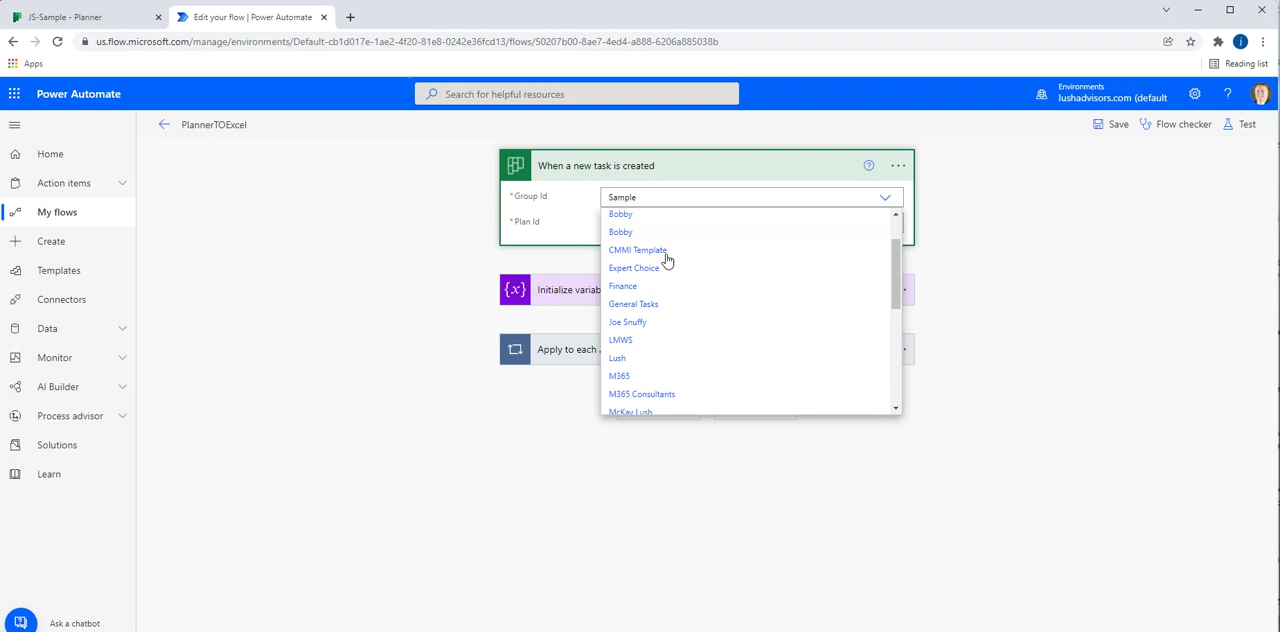 JS-Sample - Planner
Edit your flow | Power Automate
us.flow.microsoft.com/manage/environments/Default-cb1d017e-1ae2-4f20-81e8-0242e36fcd13/flows/50207b00-8ae7-4ed4-a888-6206a885038b
j
Apps
Reading list
Power Automate
Search for helpful resources
Environments
lushadvisors.com (default
PlannerTOExcel
Save
Flow checker
Test
Home
Action items
My flows
Create
Templates
Connectors
Data
Monitor
AI Builder
Process advisor
Solutions
Learn
Ask a chatbot
When a new task is created
* Group Id
Sample
* Plan Id
Bobby
Bobby
CMMI Template
Expert Choice
Finance
General Tasks
Joe Snuffy
LMWS
Lush
M365
M365 Consultants
McKay Lush
{x}
Initialize variab
Apply to each